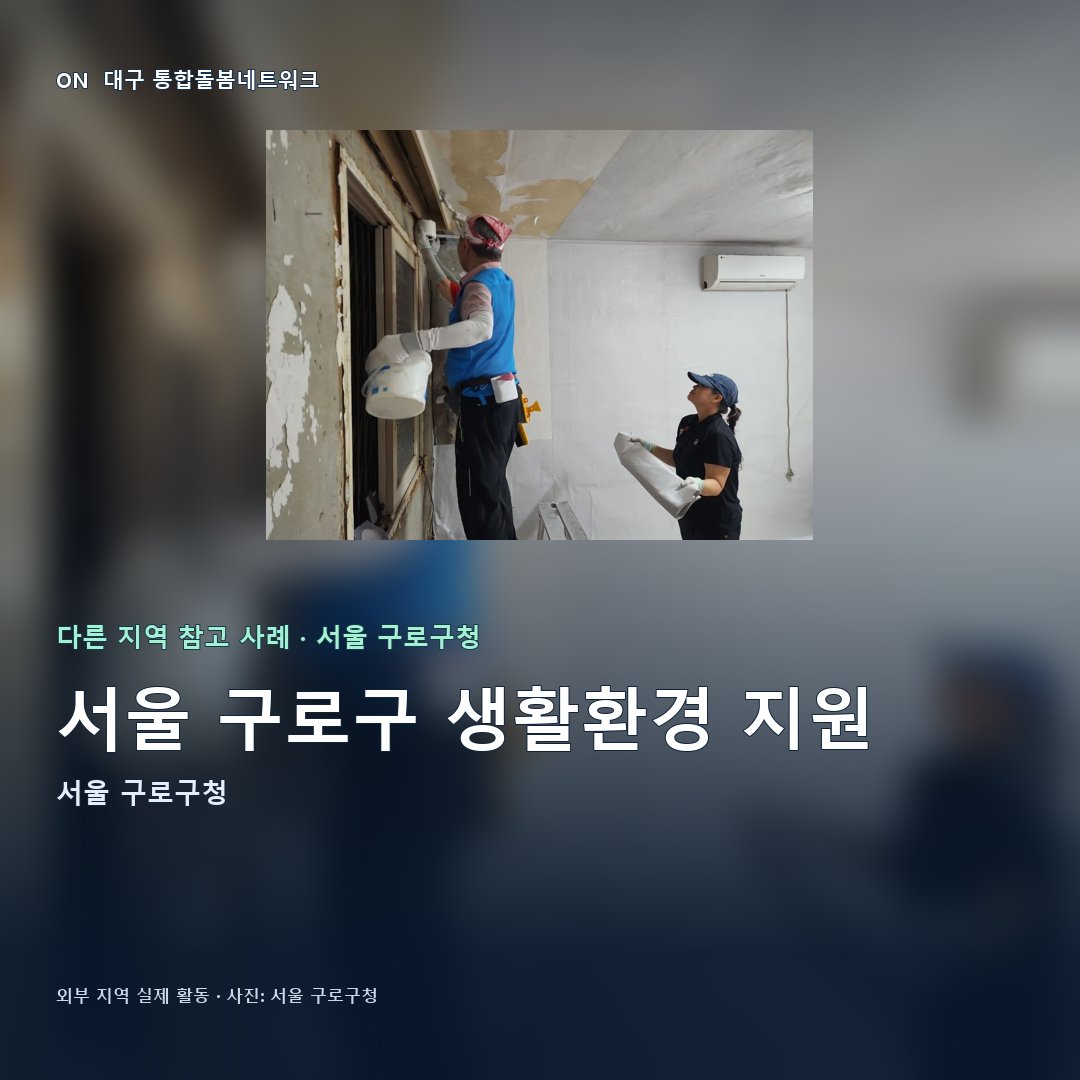 ON 대구 통합돌봄네트워크
다른 지역 참고 사례 · 서울 구로구청
서울 구로구 생활환경 지원
서울 구로구청
외부 지역 실제 활동 · 사진: 서울 구로구청